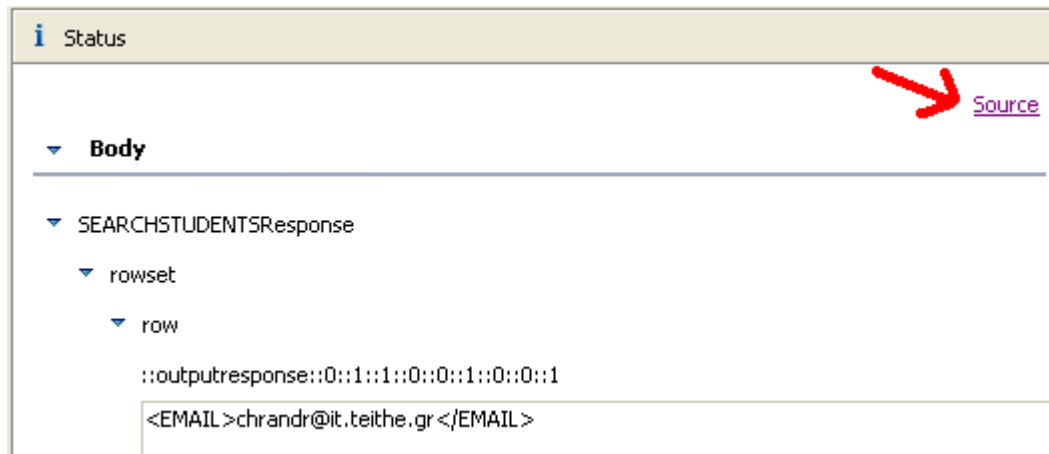 i Status
Source
Body
SEARCHSTUDENTSResponse
rowset
row
::outputresponse::0::1::1::0::0::1::0::0::1
<EMAIL>chrandr@it.teithe.gr</EMAIL>